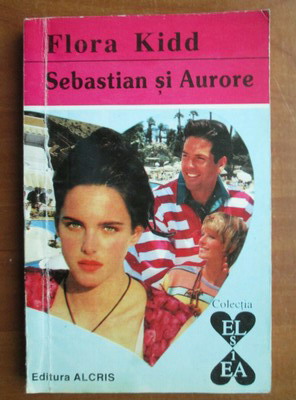 Flora Kidd
Sebastian și Aurore
Colecția
EL
și
EA
Editura ALCRIS